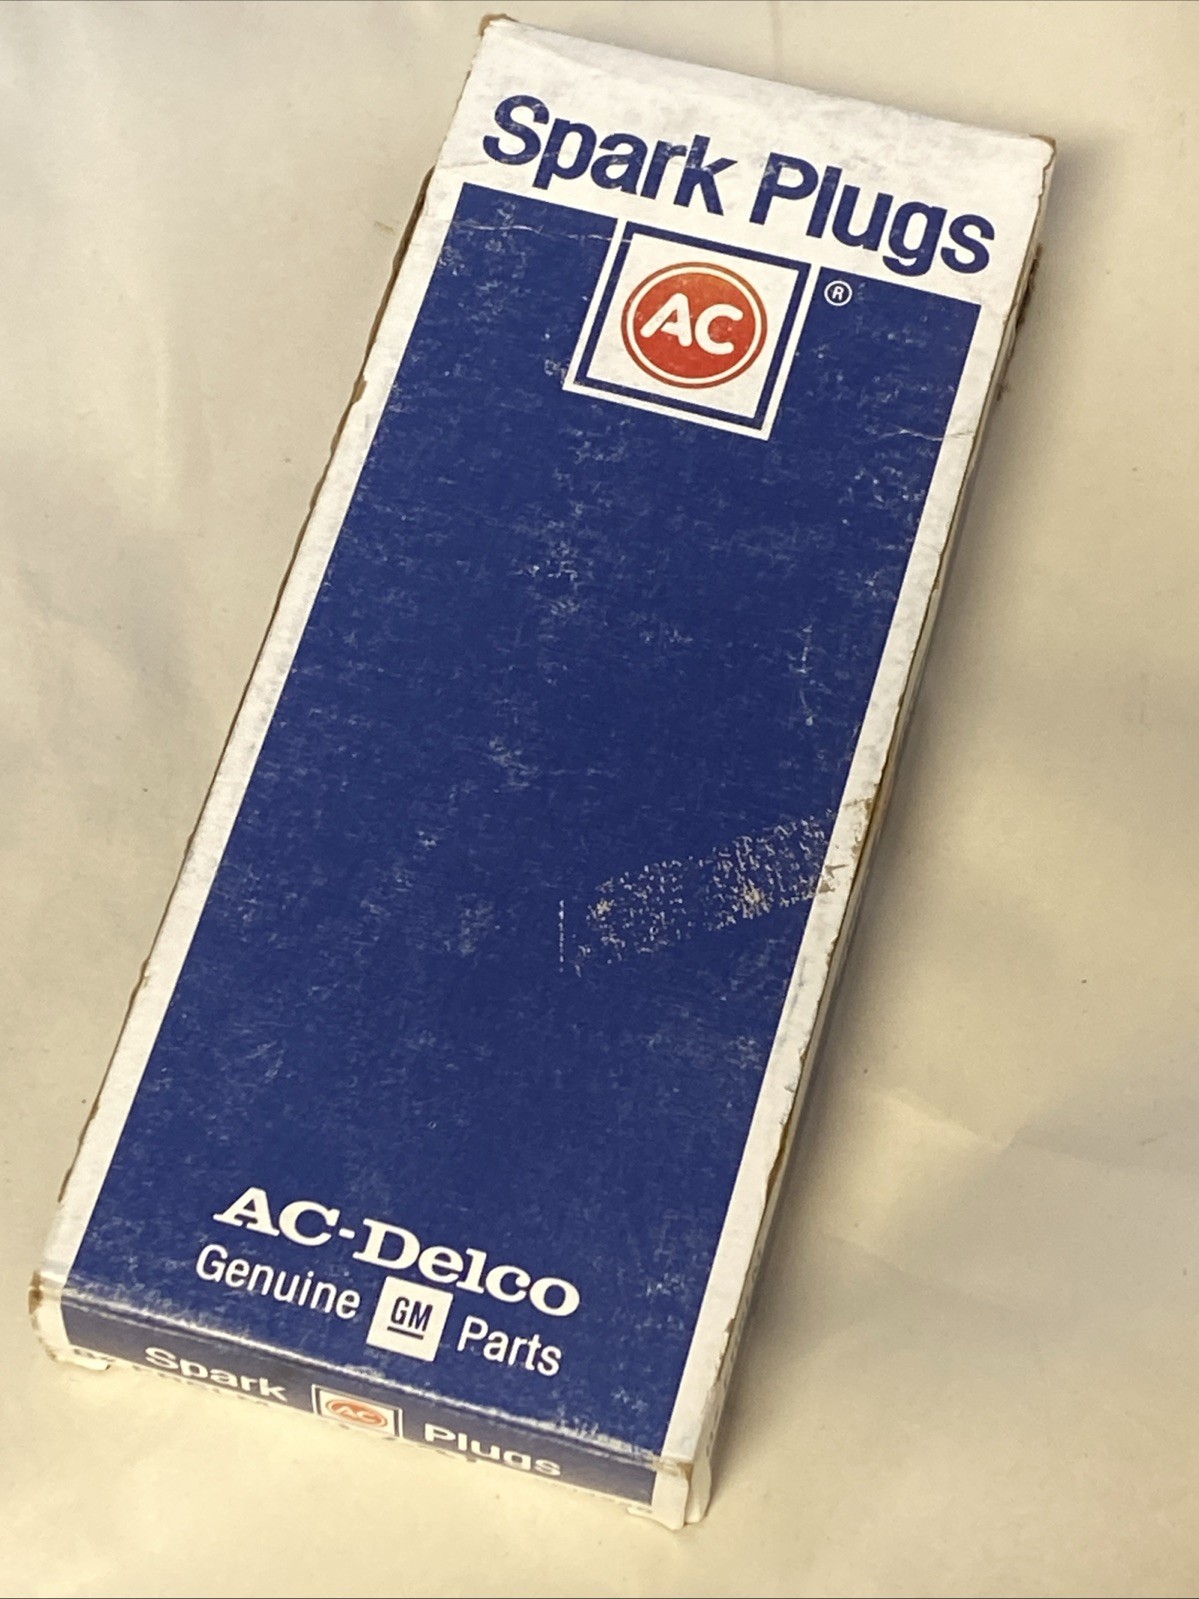 Spark Plugs
AC ®
AC-Delco
Genuine GM Parts
Spark AC Plugs